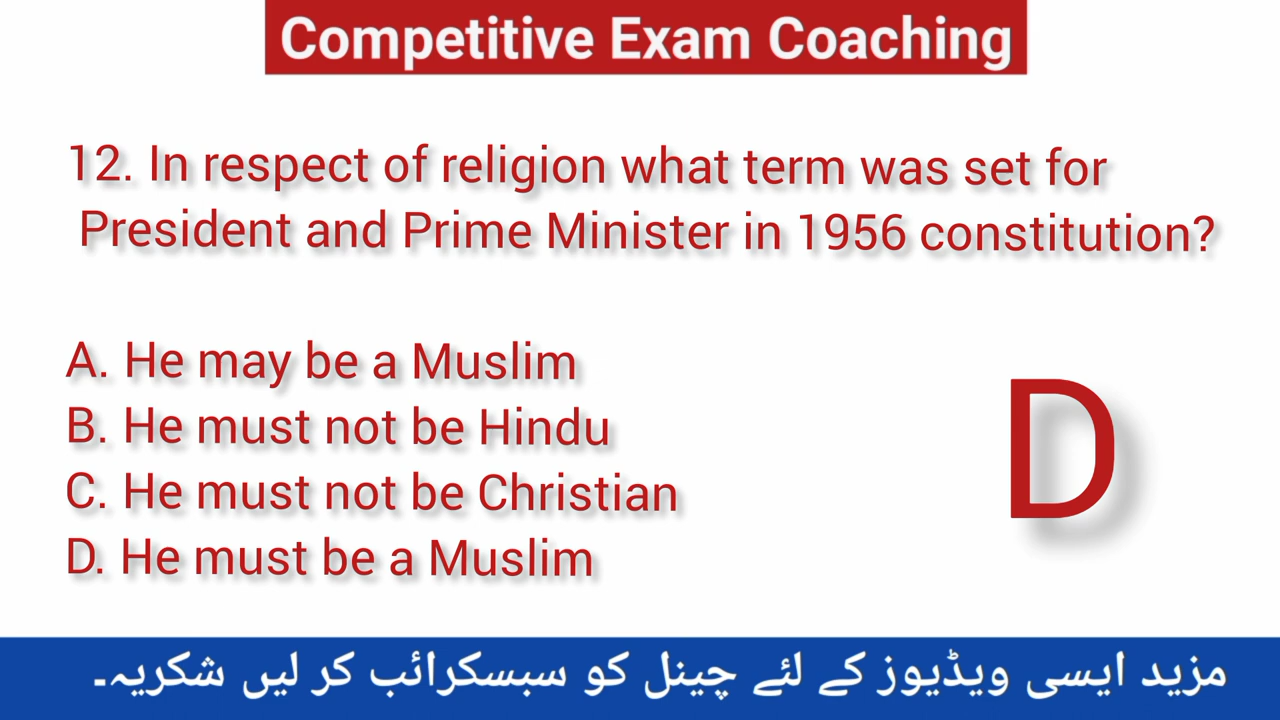 Competitive Exam Coaching
12. In respect of religion what term was set for
President and Prime Minister in 1956 constitution?
A. He may be a Muslim
B. He must not be Hindu
C. He must not be Christian
D. He must be a Muslim
D
مزید ایسی ویڈیوز کے لئے چینل کو سبسکرائب کر لیں شکریہ۔